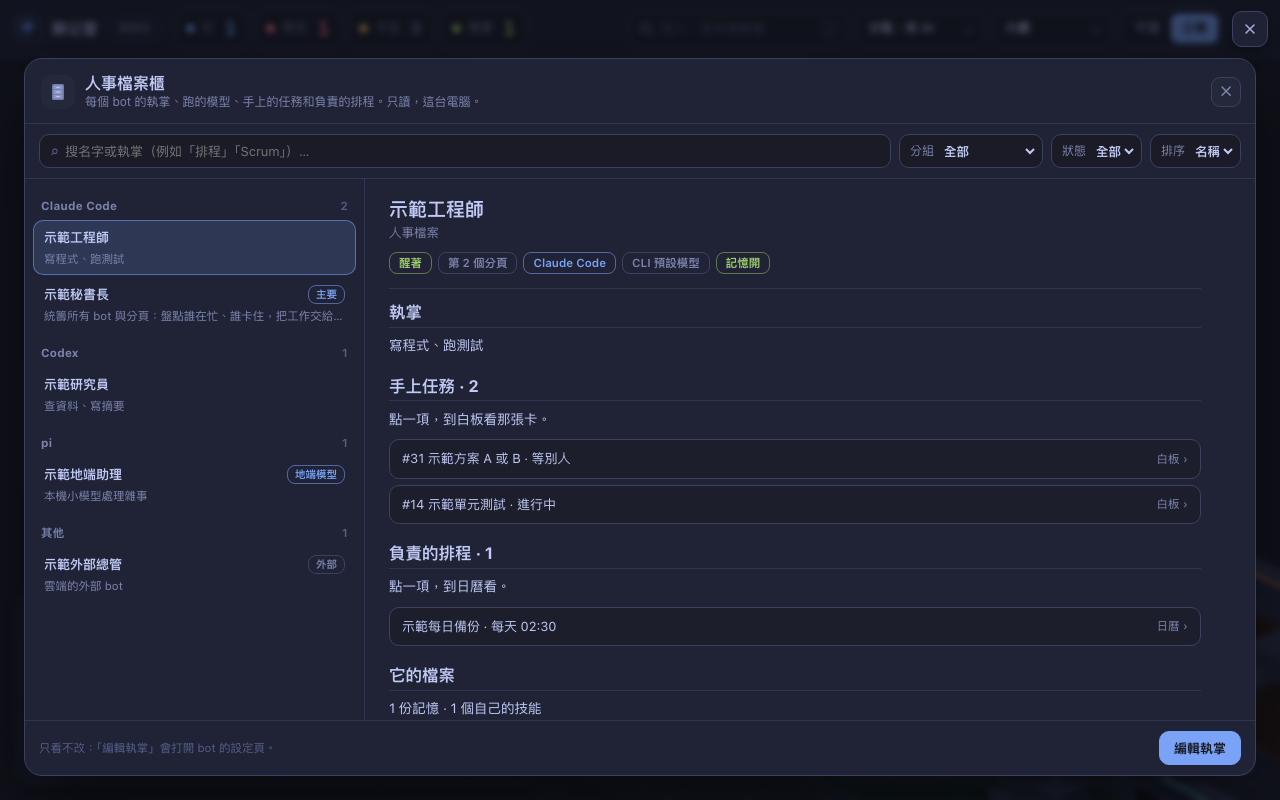 人事檔案櫃
每個 bot 的執掌、跑的模型、手上的任務和負責的排程。只讀，這台電腦。
搜名字或執掌（例如「排程」「Scrum」）…
分組 全部
狀態 全部
排序 名稱
Claude Code 2
示範工程師
寫程式、跑測試
示範秘書長 主要
統籌所有 bot 與分頁：盤點誰在忙、誰卡住，把工作交給…
Codex 1
示範研究員
查資料、寫摘要
pi 1
示範地端助理 地端模型
本機小模型處理雜事
其他 1
示範外部總管 外部
雲端的外部 bot
示範工程師
人事檔案
醒著 第 2 個分頁 Claude Code CLI 預設模型 記憶開
執掌
寫程式、跑測試
手上任務 · 2
點一項，到白板看那張卡。
#31 示範方案 A 或 B · 等別人 白板 ›
#14 示範單元測試 · 進行中 白板 ›
負責的排程 · 1
點一項，到日曆看。
示範每日備份 · 每天 02:30 日曆 ›
它的檔案
1 份記憶 · 1 個自己的技能
只看不改：「編輯執掌」會打開 bot 的設定頁。
編輯執掌